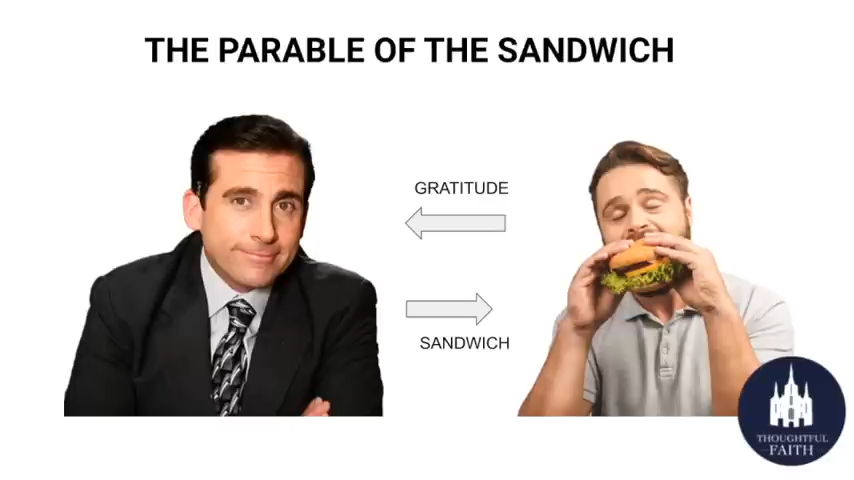 THE PARABLE OF THE SANDWICH
GRATITUDE
SANDWICH
THOUGHTFUL
FAITH